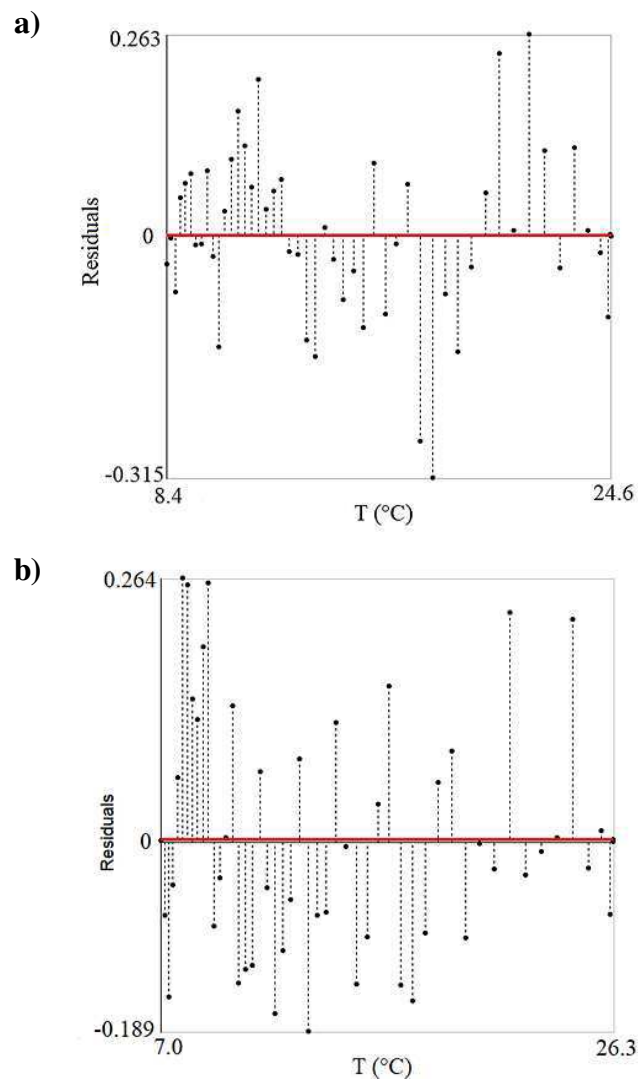 a)
0.263
0
Residuals
-0.315
8.4
24.6
T (°C)
b)
0.264
0
Residuals
-0.189
7.0
26.3
T (°C)